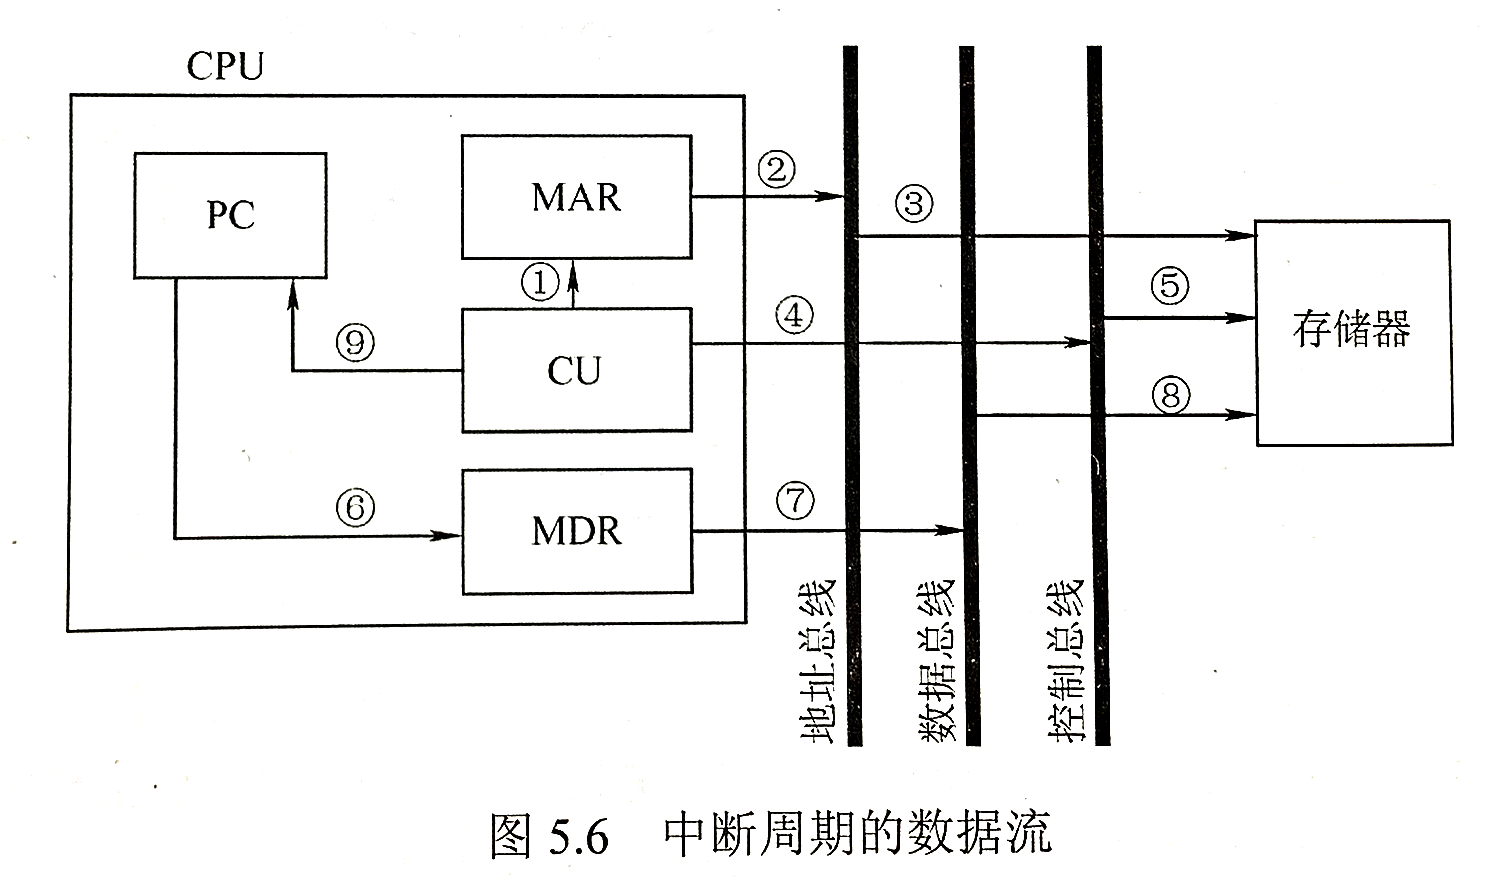 CPU
PC
MAR
②
③
①
④
⑤
⑨
CU
存储器
⑧
⑥
MDR
⑦
地址总线
数据总线
控制总线
图 5.6 中断周期的数据流